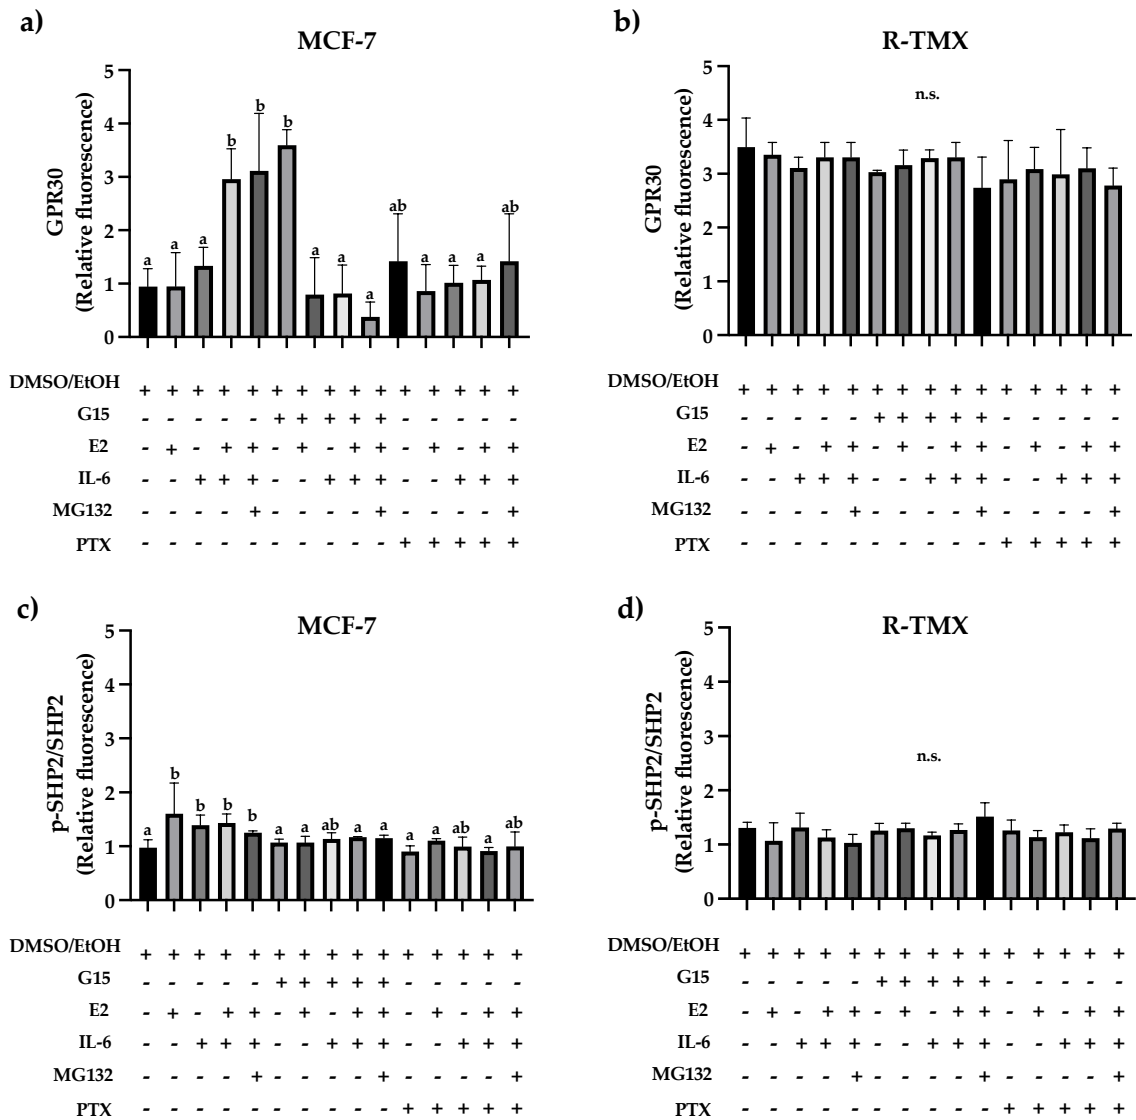 a)
MCF-7
GPR30
(Relative fluorescence)
5
4
3
2
1
0
a a a b b b a a a ab a a a ab
DMSO/EtOH + + + + + + + + + + + + + + +
G15 - - - - - + + + + + - - - - -
E2 - + - + + - + - + + - + - + +
IL-6 - - + + + - - + + + - - + + +
MG132 - - - - + - - - - + - - - - +
PTX - - - - - - - - - - + + + + +
b)
R-TMX
GPR30
(Relative fluorescence)
5
4
3
2
1
0
n.s.
DMSO/EtOH + + + + + + + + + + + + + + +
G15 - - - - - + + + + + - - - - -
E2 - + - + + - + - + + - + - + +
IL-6 - - + + + - - + + + - - + + +
MG132 - - - - + - - - - + - - - - +
PTX - - - - - - - - - - + + + + +
c)
MCF-7
p-SHP2/SHP2
(Relative fluorescence)
5
4
3
2
1
0
a b b b b a a ab a a a a ab a ab
DMSO/EtOH + + + + + + + + + + + + + + +
G15 - - - - - + + + + + - - - - -
E2 - + - + + - + - + + - + - + +
IL-6 - - + + + - - + + + - - + + +
MG132 - - - - + - - - - + - - - - +
PTX - - - - - - - - - - + + + + +
d)
R-TMX
p-SHP2/SHP2
(Relative fluorescence)
5
4
3
2
1
0
n.s.
DMSO/EtOH + + + + + + + + + + + + + + +
G15 - - - - - + + + + + - - - - -
E2 - + - + + - + - + + - + - + +
IL-6 - - + + + - - + + + - - + + +
MG132 - - - - + - - - - + - - - - +
PTX - - - - - - - - - - + + + + +